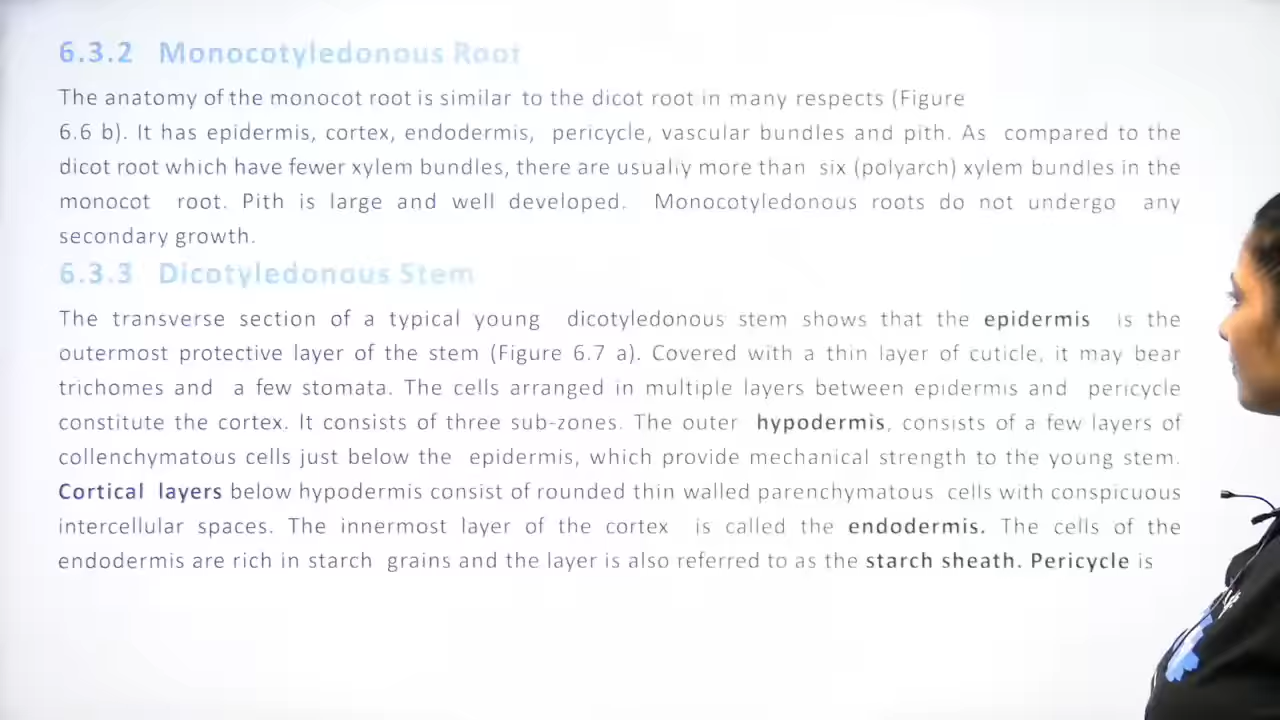 6.3.2 Monocotyledonous Root
The anatomy of the monocot root is similar to the dicot root in many respects (Figure
6.6 b). It has epidermis, cortex, endodermis, pericycle, vascular bundles and pith. As compared to the
dicot root which have fewer xylem bundles, there are usually more than six (polyarch) xylem bundles in the
monocot root. Pith is large and well developed. Monocotyledonous roots do not undergo any
secondary growth.
6.3.3 Dicotyledonous Stem
The transverse section of a typical young dicotyledonous stem shows that the epidermis is the
outermost protective layer of the stem (Figure 6.7 a). Covered with a thin layer of cuticle, it may bear
trichomes and a few stomata. The cells arranged in multiple layers between epidermis and pericycle
constitute the cortex. It consists of three sub-zones. The outer hypodermis, consists of a few layers of
collenchymatous cells just below the epidermis, which provide mechanical strength to the young stem.
Cortical layers below hypodermis consist of rounded thin walled parenchymatous cells with conspicuous
intercellular spaces. The innermost layer of the cortex is called the endodermis. The cells of the
endodermis are rich in starch grains and the layer is also referred to as the starch sheath. Pericycle is